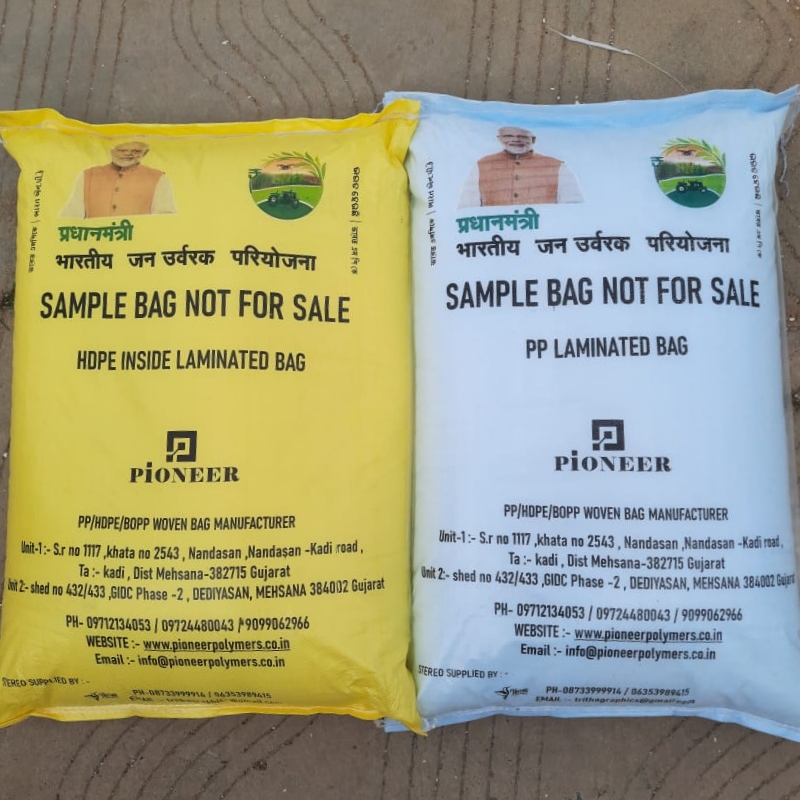 प्रधानमंत्री
भारतीय जन उर्वरक परियोजना
SAMPLE BAG NOT FOR SALE
HDPE INSIDE LAMINATED BAG
PiONEER
PP/HDPE/BOPP WOVEN BAG MANUFACTURER
Unit-1 :- S.r no 1117 ,khata no 2543 , Nandasan ,Nandasan -Kadi road ,
Ta :- kadi , Dist Mehsana-382715 Gujarat
Unit 2:- shed no 432/433 ,GIDC Phase -2 , DEDIYASAN, MEHSANA 384002 Gujarat
PH- 09712134053 / 09724480043 / 9099062966
WEBSITE :- www.pioneerpolymers.co.in
Email :- info@pioneerpolymers.co.in
STEREO SUPPLIED BY : -
PH-08733999914 / 06353989415
EMAIL :-
प्रधानमंत्री
भारतीय जन उर्वरक परियोजना
SAMPLE BAG NOT FOR SALE
PP LAMINATED BAG
PiONEER
PP/HDPE/BOPP WOVEN BAG MANUFACTURER
Unit-1 :- S.r no 1117 ,khata no 2543 , Nandasan ,Nandasan -Kadi road ,
Ta :- kadi , Dist Mehsana-382715 Gujarat
Unit 2:- shed no 432/433 ,GIDC Phase -2 , DEDIYASAN, MEHSANA 384002 Gujarat
PH- 09712134053 / 09724480043 / 9099062966
WEBSITE :- www.pioneerpolymers.co.in
Email :- info@pioneerpolymers.co.in
STEREO SUPPLIED BY : -
PH-08733999914 / 06353989415
EMAIL :- trithagraphics@gmail.com